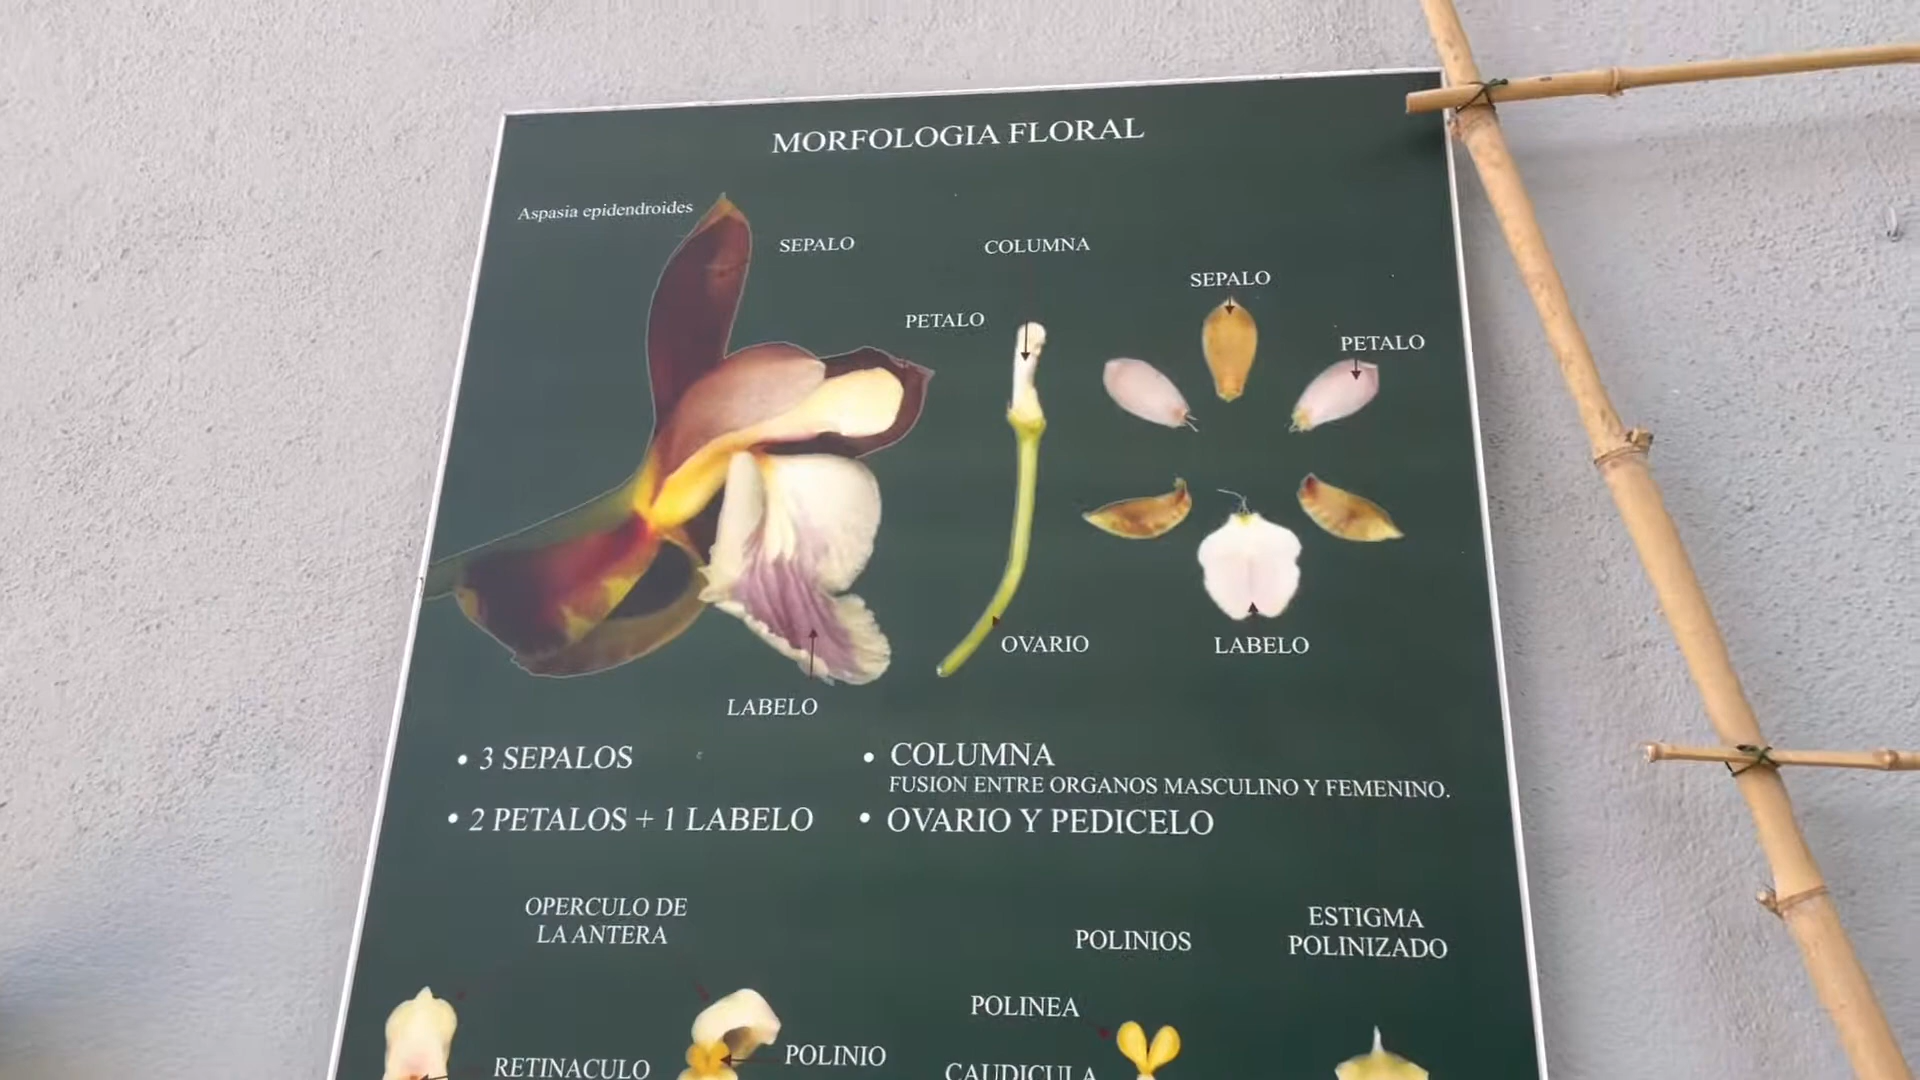 MORFOLOGIA FLORAL
Aspasia epidendroides
SEPALO
COLUMNA
SEPALO
PETALO
PETALO
OVARIO
LABELO
LABELO
• 3 SEPALOS
• 2 PETALOS + 1 LABELO
• COLUMNA
FUSION ENTRE ORGANOS MASCULINO Y FEMENINO.
• OVARIO Y PEDICELO
OPERCULO DE
LA ANTERA
POLINIOS
ESTIGMA
POLINIZADO
POLINEA
POLINIO
RETINACULO
CAUDICULA